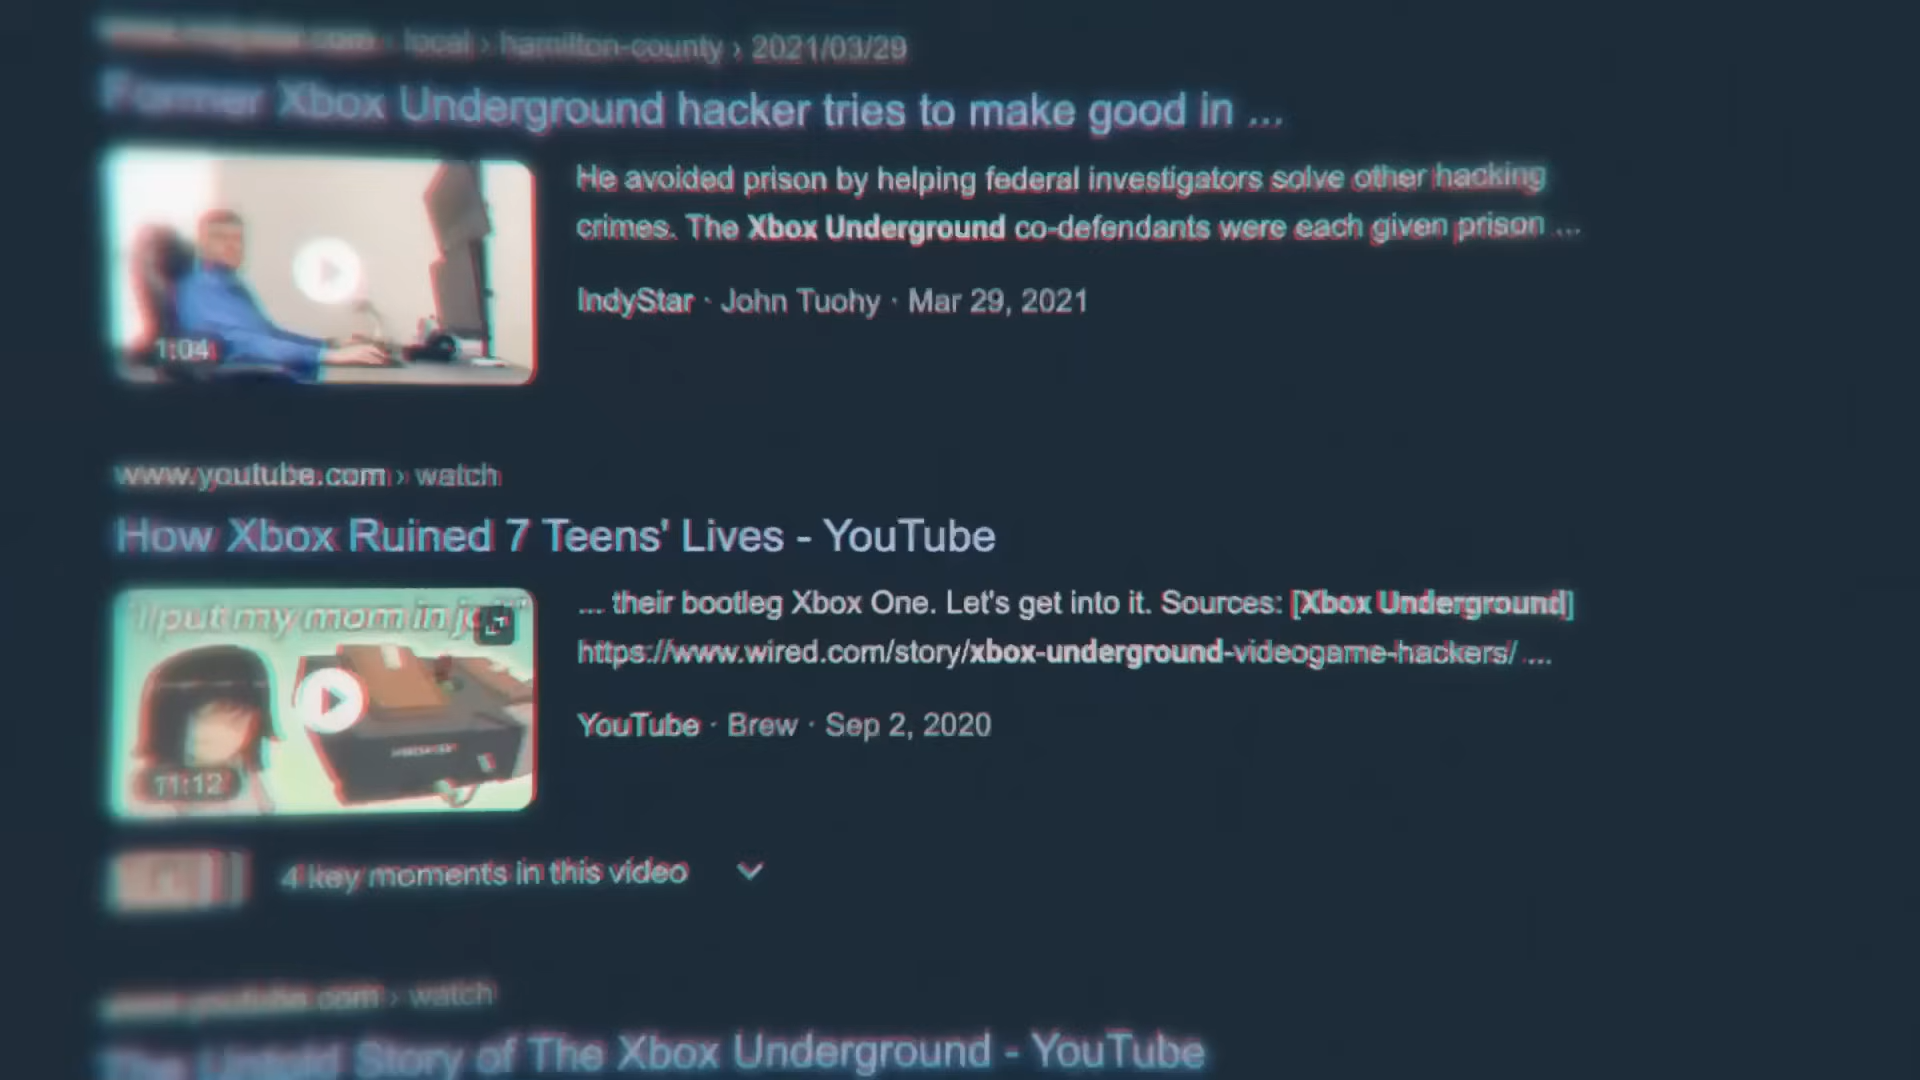 local › hamilton-county › 2021/03/29
Former Xbox Underground hacker tries to make good in ...
He avoided prison by helping federal investigators solve other hacking
crimes. The Xbox Underground co-defendants were each given prison ...
IndyStar · John Tuohy · Mar 29, 2021
1:04
www.youtube.com › watch
How Xbox Ruined 7 Teens' Lives - YouTube
"I put my mom in
... their bootleg Xbox One. Let's get into it. Sources: [Xbox Underground]
https://www.wired.com/story/xbox-underground-videogame-hackers/ ...
YouTube · Brew · Sep 2, 2020
11:12
4 key moments in this video
www.youtube.com › watch
The Untold Story of The Xbox Underground - YouTube